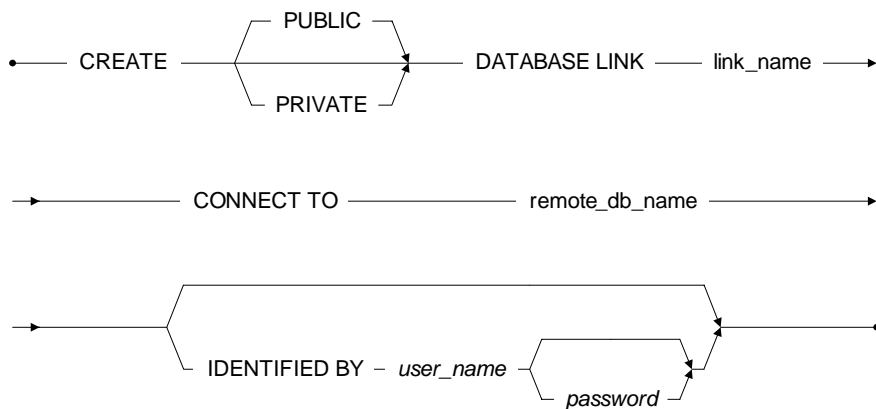 PUBLIC
CREATE DATABASE LINK link_name
PRIVATE
CONNECT TO remote_db_name
IDENTIFIED BY user_name
password